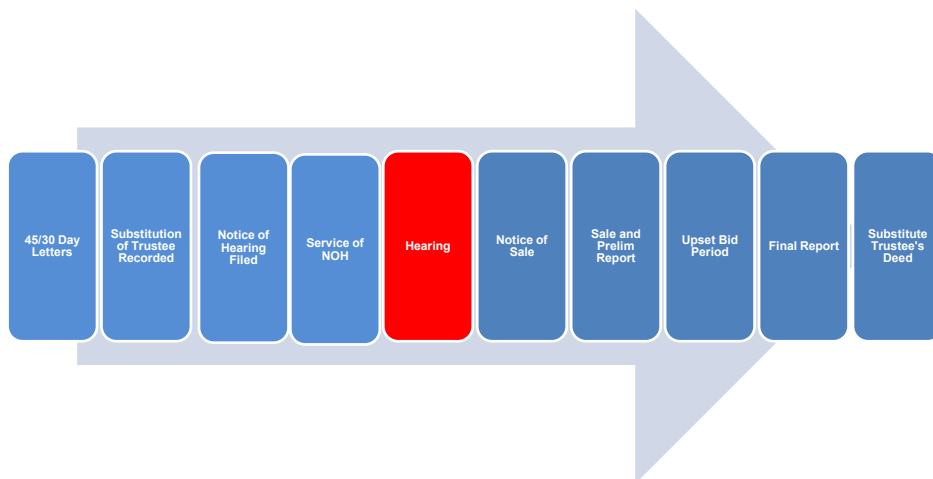 45/30 Day
Letters
Substitution
of Trustee
Recorded
Notice of
Hearing
Filed
Service of
NOH
Hearing
Notice of
Sale
Sale and
Prelim
Report
Upset Bid
Period
Final Report
Substitute
Trustee's
Deed